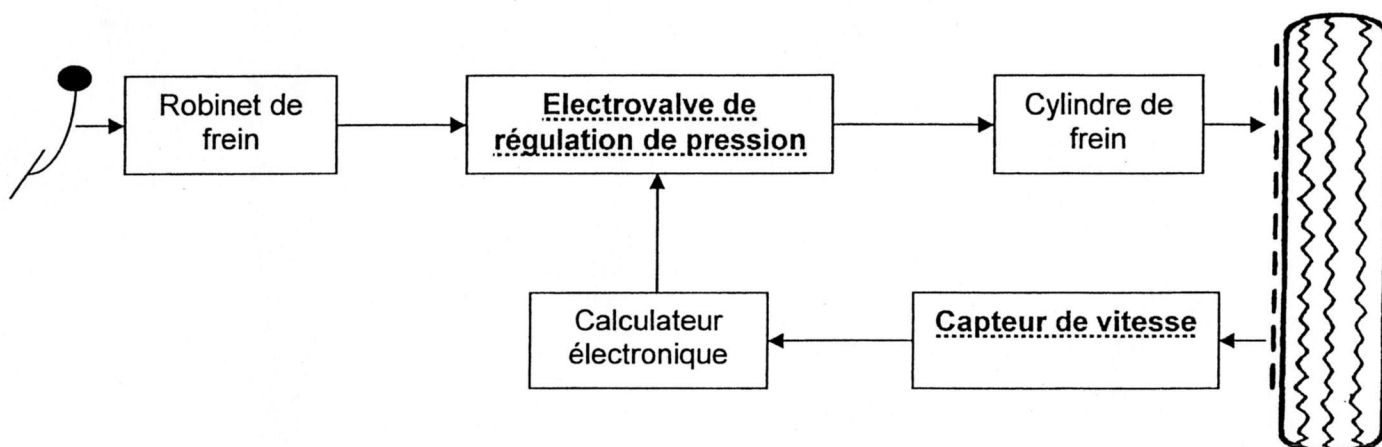 Robinet de
frein
Electrovalve de
régulation de pression
Cylindre de
frein
Calculateur
électronique
Capteur de vitesse